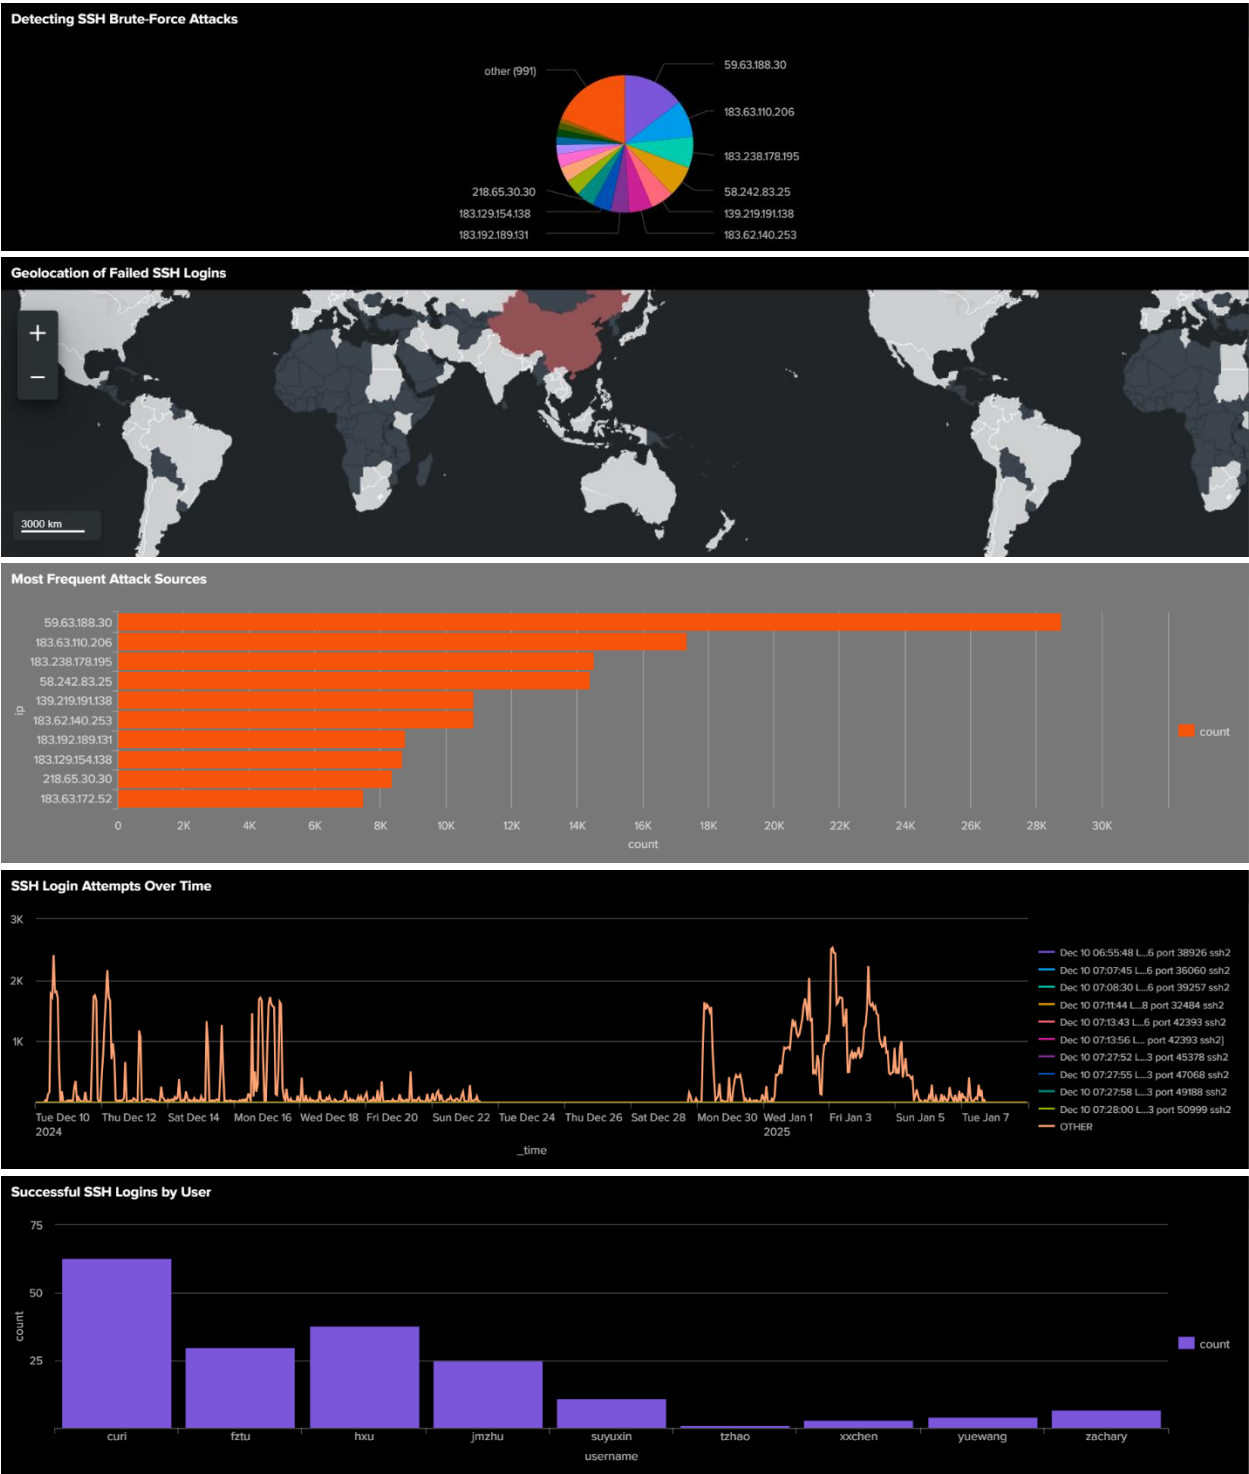 Detecting SSH Brute-Force Attacks
other (991)
59.63.188.30
183.63.110.206
183.238.178.195
218.65.30.30
58.242.83.25
183.129.154.138
139.219.191.138
183.192.189.131
183.62.140.253
Geolocation of Failed SSH Logins
+
−
3000 km
Most Frequent Attack Sources
59.63.188.30
183.63.110.206
183.238.178.195
58.242.83.25
139.219.191.138
183.62.140.253
183.192.189.131
183.129.154.138
218.65.30.30
183.63.172.52
ip
count
0 2K 4K 6K 8K 10K 12K 14K 16K 18K 20K 22K 24K 26K 28K 30K
count
SSH Login Attempts Over Time
3K
2K
1K
Dec 10 06:55:48 L...6 port 38926 ssh2
Dec 10 07:07:45 L...6 port 36060 ssh2
Dec 10 07:08:30 L...6 port 39257 ssh2
Dec 10 07:11:44 L...8 port 32484 ssh2
Dec 10 07:13:43 L...6 port 42393 ssh2
Dec 10 07:13:56 L... port 42393 ssh2]
Dec 10 07:27:52 L...3 port 45378 ssh2
Dec 10 07:27:55 L...3 port 47068 ssh2
Dec 10 07:27:58 L...3 port 49188 ssh2
Dec 10 07:28:00 L...3 port 50999 ssh2
OTHER
Tue Dec 10 Thu Dec 12 Sat Dec 14 Mon Dec 16 Wed Dec 18 Fri Dec 20 Sun Dec 22 Tue Dec 24 Thu Dec 26 Sat Dec 28 Mon Dec 30 Wed Jan 1 Fri Jan 3 Sun Jan 5 Tue Jan 7
2024 2025
_time
Successful SSH Logins by User
75
50
25
count
count
curi fztu hxu jmzhu suyuxin tzhao xxchen yuewang zachary
username